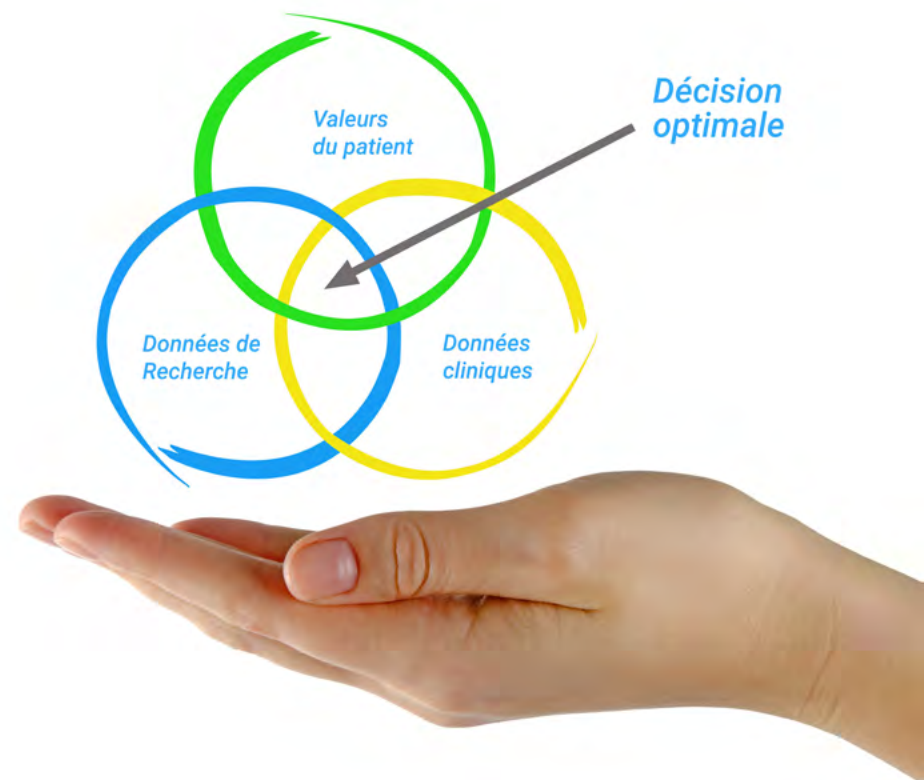 Valeurs
du patient
Décision
optimale
Données de
Recherche
Données
cliniques